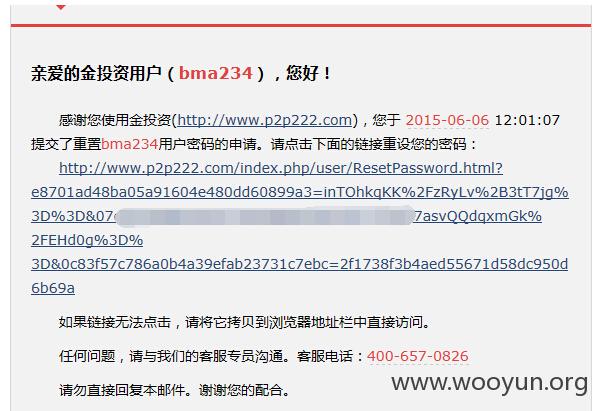 亲爱的金投资用户（bma234），您好！
感谢您使用金投资(http://www.p2p222.com)，您于 2015-06-06 12:01:07
提交了重置bma234用户密码的申请。请点击下面的链接重设您的密码：
http://www.p2p222.com/index.php/user/ResetPassword.html?
e8701ad48ba05a91604e480dd60899a3=inTOhkqKK%2FzRyLv%2B3tT7jg%
3D%3D&07 7asvQQdqxmGk%
2FEHd0g%3D%
3D&0c83f57c786a0b4a39efab23731c7ebc=2f1738f3b4aed55671d58dc950d
6b69a
如果链接无法点击，请将它拷贝到浏览器地址栏中直接访问。
任何问题，请与我们的客服专员沟通。客服电话：400-657-0826
请勿直接回复本邮件。谢谢您的配合。
www.wooyun.org